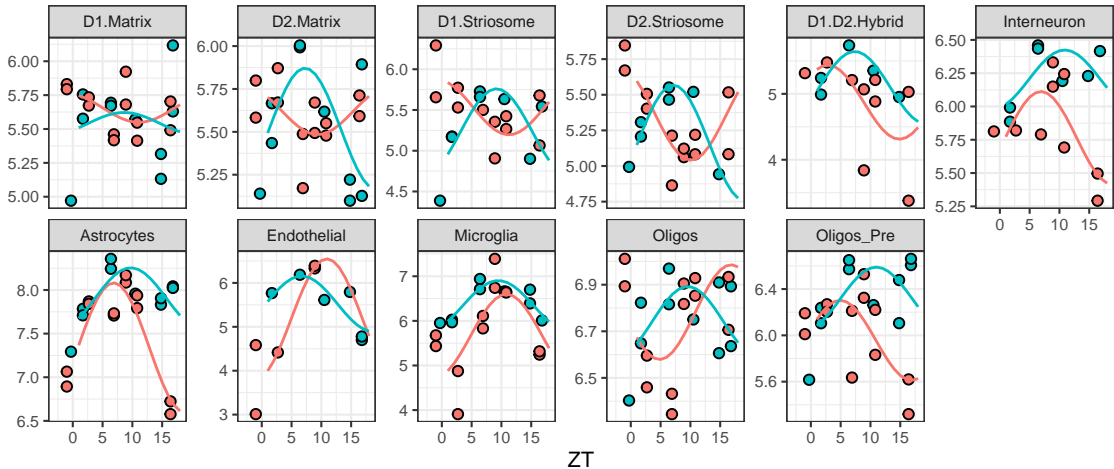 D1.Matrix D2.Matrix D1.Striosome D2.Striosome D1.D2.Hybrid Interneuron
6.00 5.75 5.50 5.25 5.00
6.00 5.75 5.50 5.25
6.0 5.5 5.0 4.5
5.75 5.50 5.25 5.00 4.75
5 4
6.50 6.25 6.00 5.75 5.50 5.25
0 5 10 15
Astrocytes Endothelial Microglia Oligos Oligos_Pre
8.0 7.5 7.0 6.5
6 5 4 3
7 6 5 4
6.9 6.7 6.5
6.4 6.0 5.6
0 5 10 15 0 5 10 15 0 5 10 15 0 5 10 15 0 5 10 15
ZT